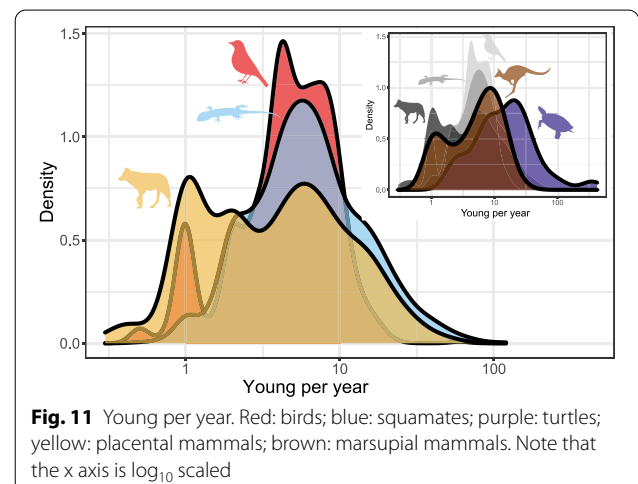 1.5
1.0
0.5
0.0
Density
1 10 100
Young per year
1.5
1.0
0.5
0.0
Density
1 10 100
Young per year
Fig. 11 Young per year. Red: birds; blue: squamates; purple: turtles;
yellow: placental mammals; brown: marsupial mammals. Note that
the x axis is log10 scaled